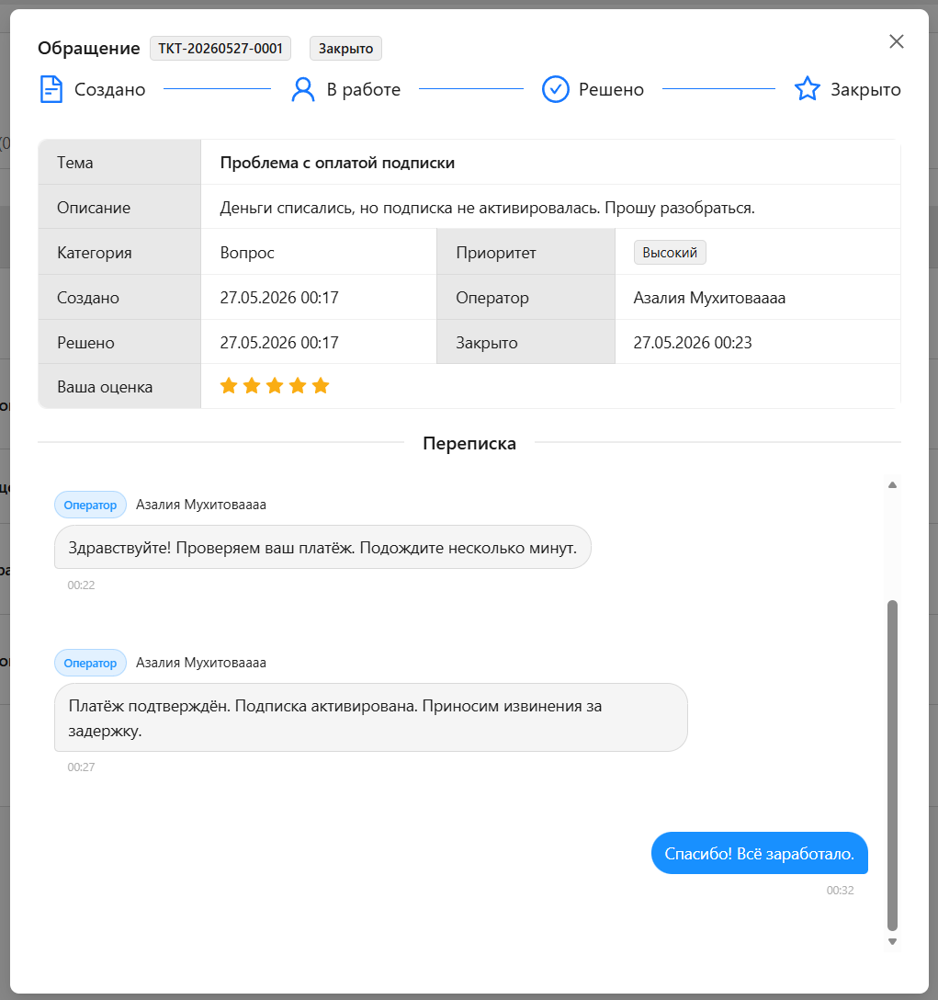 Обращение ТКТ-20260527-0001 Закрыто
Создано В работе Решено Закрыто
Тема Проблема с оплатой подписки
Описание Деньги списались, но подписка не активировалась. Прошу разобраться.
Категория Вопрос Приоритет Высокий
Создано 27.05.2026 00:17 Оператор Азалия Мухитоваааа
Решено 27.05.2026 00:17 Закрыто 27.05.2026 00:23
Ваша оценка
Переписка
Оператор Азалия Мухитоваааа
Здравствуйте! Проверяем ваш платёж. Подождите несколько минут.
00:22
Оператор Азалия Мухитоваааа
Платёж подтверждён. Подписка активирована. Приносим извинения за
задержку.
00:27
Спасибо! Всё заработало.
00:32